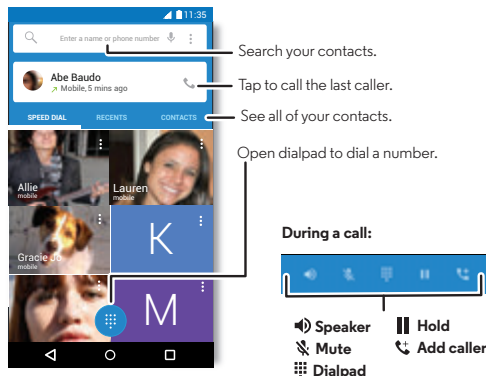 11:35
Enter a name or phone number
Search your contacts.
Abe Baudo
Mobile, 5 mins ago
Tap to call the last caller.
SPEED DIAL RECENTS CONTACTS
See all of your contacts.
Open dialpad to dial a number.
Allie
mobile
Lauren
mobile
Gracie Jo
mobile
K
M
During a call:
Speaker
Hold
Mute
Add caller
Dialpad